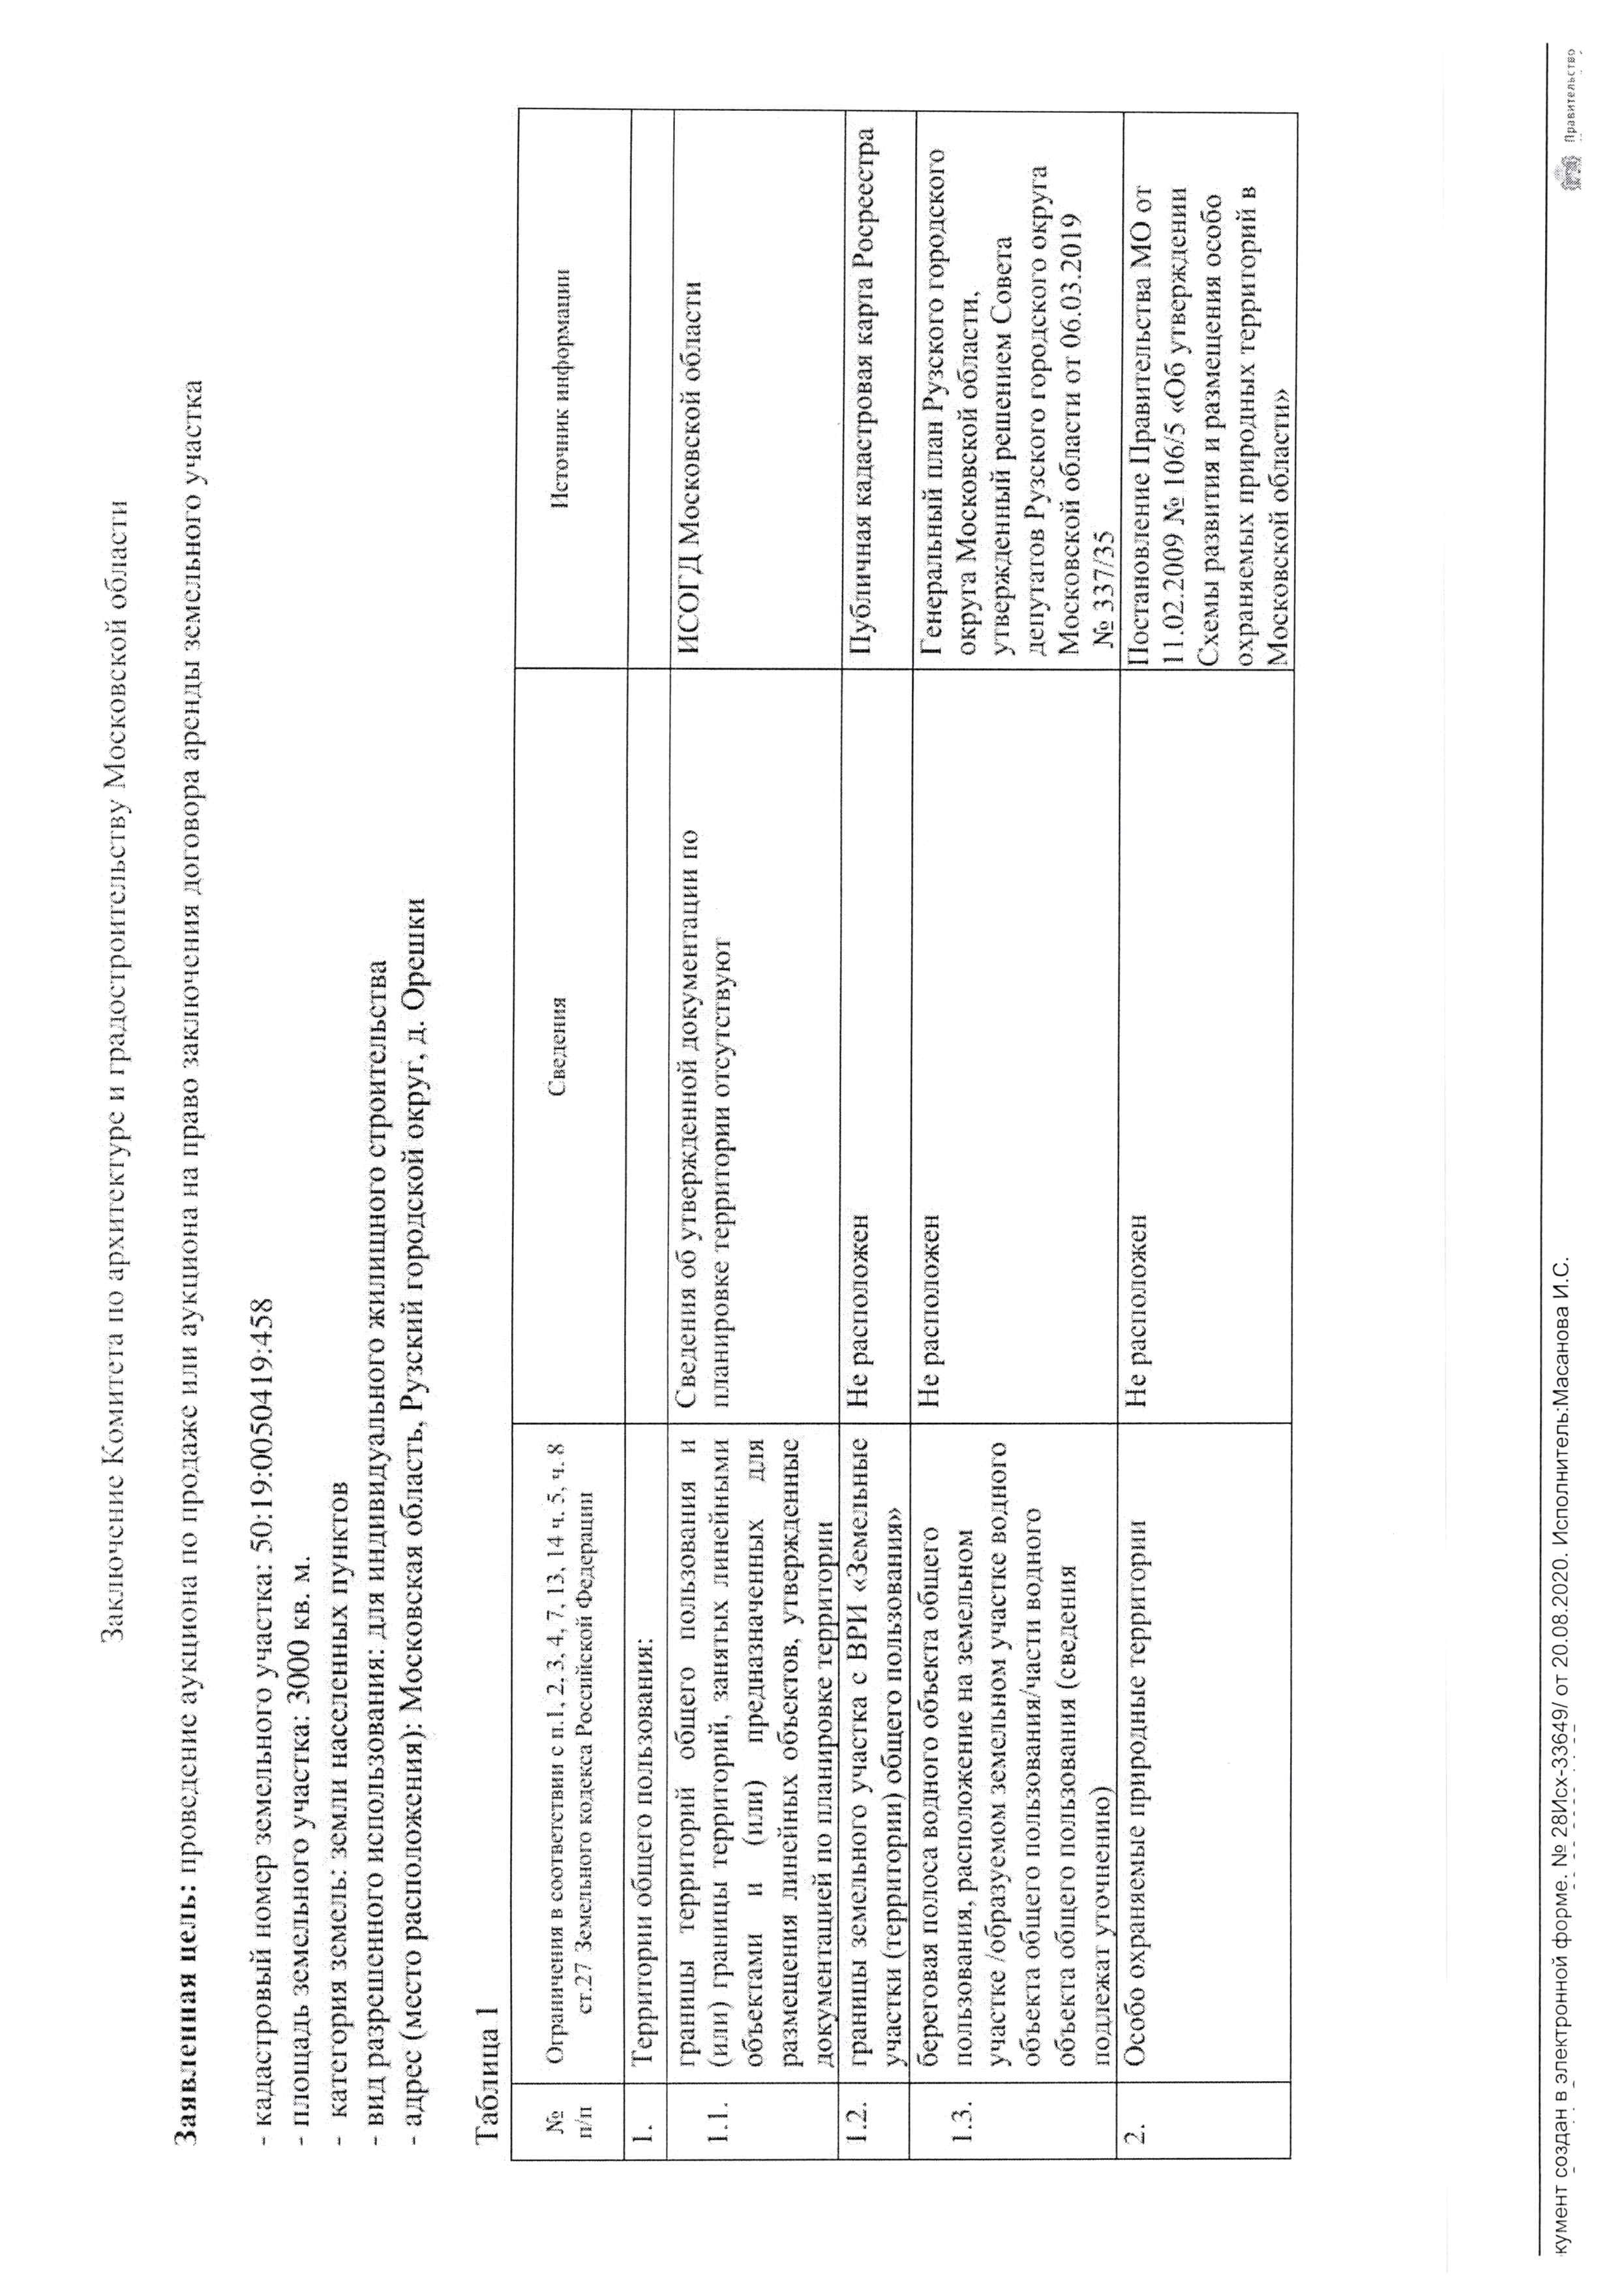 Заключение Комитета по архитектуре и градостроительству Московской области
Заявленная цель: проведение аукциона по продаже или аукциона на право заключения договора аренды земельного участка
- кадастровый номер земельного участка: 50:19:0050419:458
- площадь земельного участка: 3000 кв. м.
- категория земель: земли населенных пунктов
- вид разрешенного использования: для индивидуального жилищного строительства
- адрес (место расположения): Московская область, Рузский городской округ, д. Орешки
Таблица 1
№
п/п
Ограничения в соответствии с п.1, 2, 3, 4, 7, 13, 14 ч. 5, ч. 8
ст.27 Земельного кодекса Российской Федерации
Сведения
Источник информации
1.
Территории общего пользования:
1.1.
границы территорий общего пользования и
(или) границы территорий, занятых линейными
объектами и (или) предназначенных для
размещения линейных объектов, утвержденные
документацией по планировке территории
Сведения об утвержденной документации по
планировке территории отсутствуют
ИСОГД Московской области
1.2.
границы земельного участка с ВРИ «Земельные
участки (территории) общего пользования»
Не расположен
Публичная кадастровая карта Росреестра
1.3.
береговая полоса водного объекта общего
пользования, расположение на земельном
участке /образуемом земельном участке водного
объекта общего пользования/части водного
объекта общего пользования (сведения
подлежат уточнению)
Не расположен
Генеральный план Рузского городского
округа Московской области,
утвержденный решением Совета
депутатов Рузского городского округа
Московской области от 06.03.2019
№ 337/35
2.
Особо охраняемые природные территории
Не расположен
Постановление Правительства МО от
11.02.2009 № 106/5 «Об утверждении
Схемы развития и размещения особо
охраняемых природных территорий в
Московской области»
кумент создан в электронной форме. № 28Исх-33649/ от 20.08.2020. Исполнитель:Масанова И.С.
Правительство